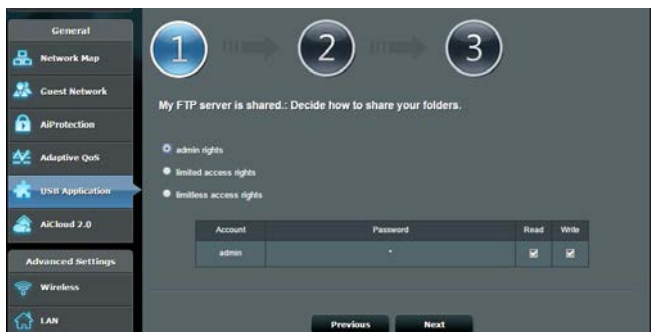 General
Network Map
Guest Network
AiProtection
Adaptive QoS
USB Application
AiCloud 2.0
Advanced Settings
Wireless
LAN
1 2 3
My FTP server is shared.: Decide how to share your folders.
admin rights
limited access rights
limitless access rights
Account Password Read Write
admin *
Previous Next